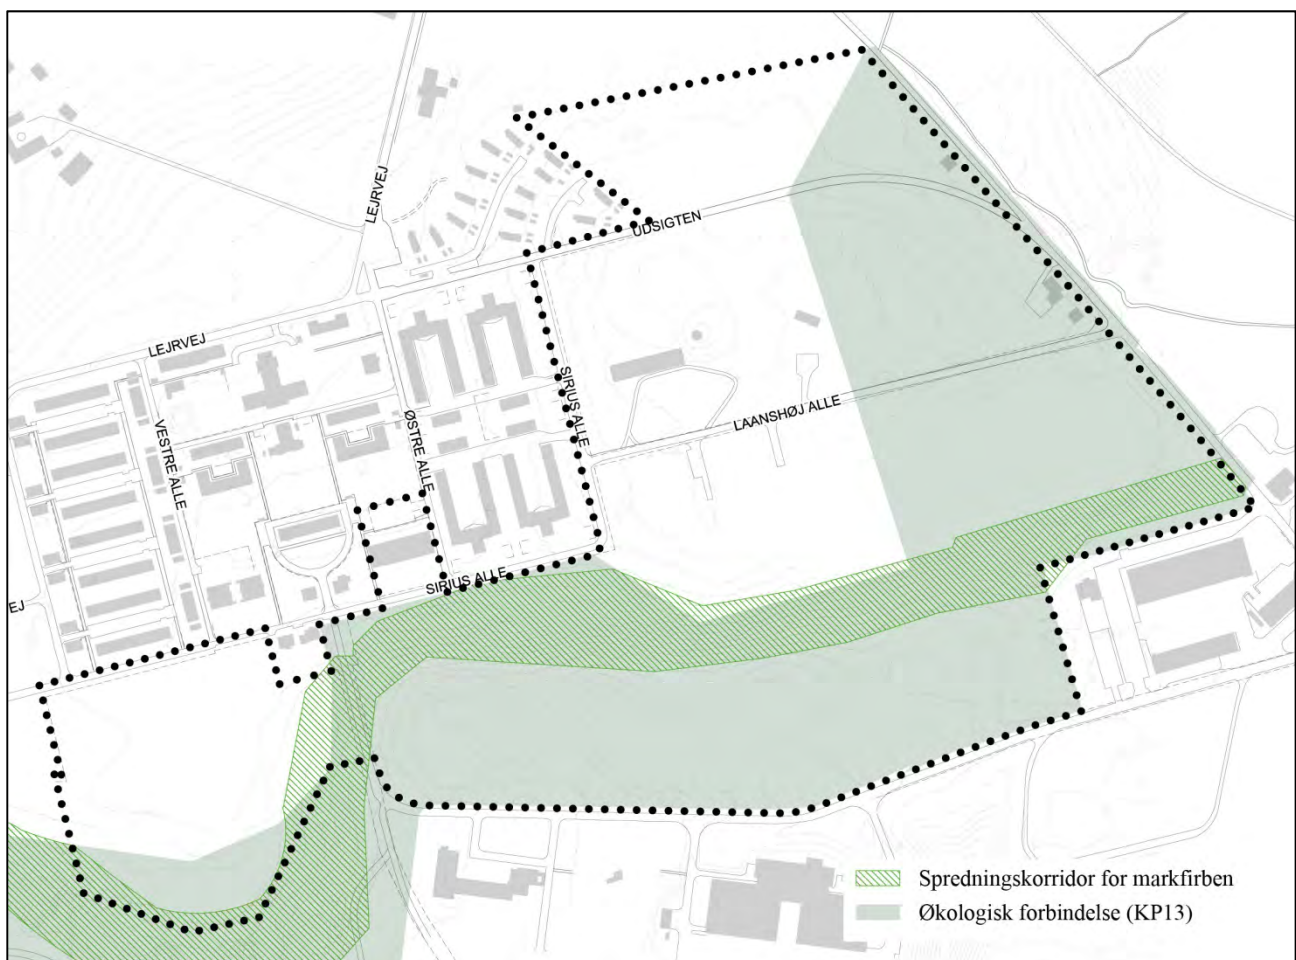 LEJRVEJ
UDSIGTEN
LEJRVEJ
SIRIUS ALLE
LAANSHØJ ALLE
ØSTRE ALLE
VESTRE ALLE
SIRIUS ALLE
EJ
Spredningskorridor for markfirben
Økologisk forbindelse (KP13)